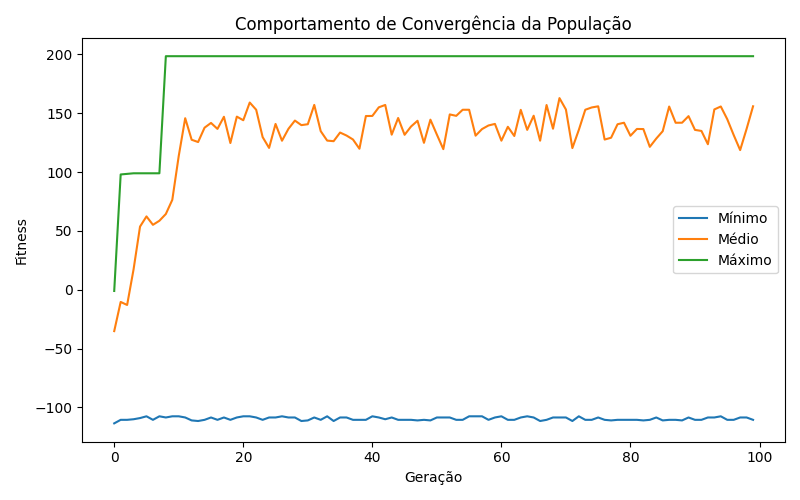 Comportamento de Convergência da População
Fitness
200
150
100
50
0
−50
−100
0 20 40 60 80 100
Geração
Mínimo
Médio
Máximo